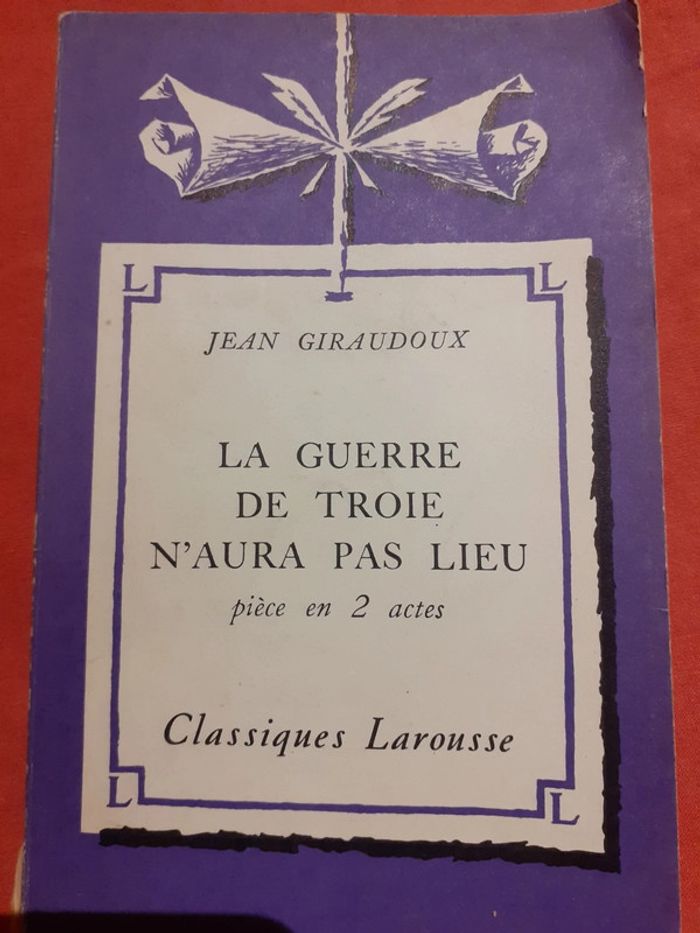 L L
JEAN GIRAUDOUX
LA GUERRE
DE TROIE
N'AURA PAS LIEU
pièce en 2 actes
Classiques Larousse
L L